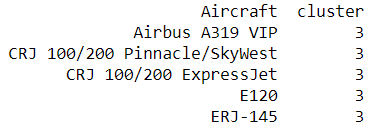 Aircraft cluster
Airbus A319 VIP 3
CRJ 100/200 Pinnacle/SkyWest 3
CRJ 100/200 ExpressJet 3
E120 3
ERJ-145 3